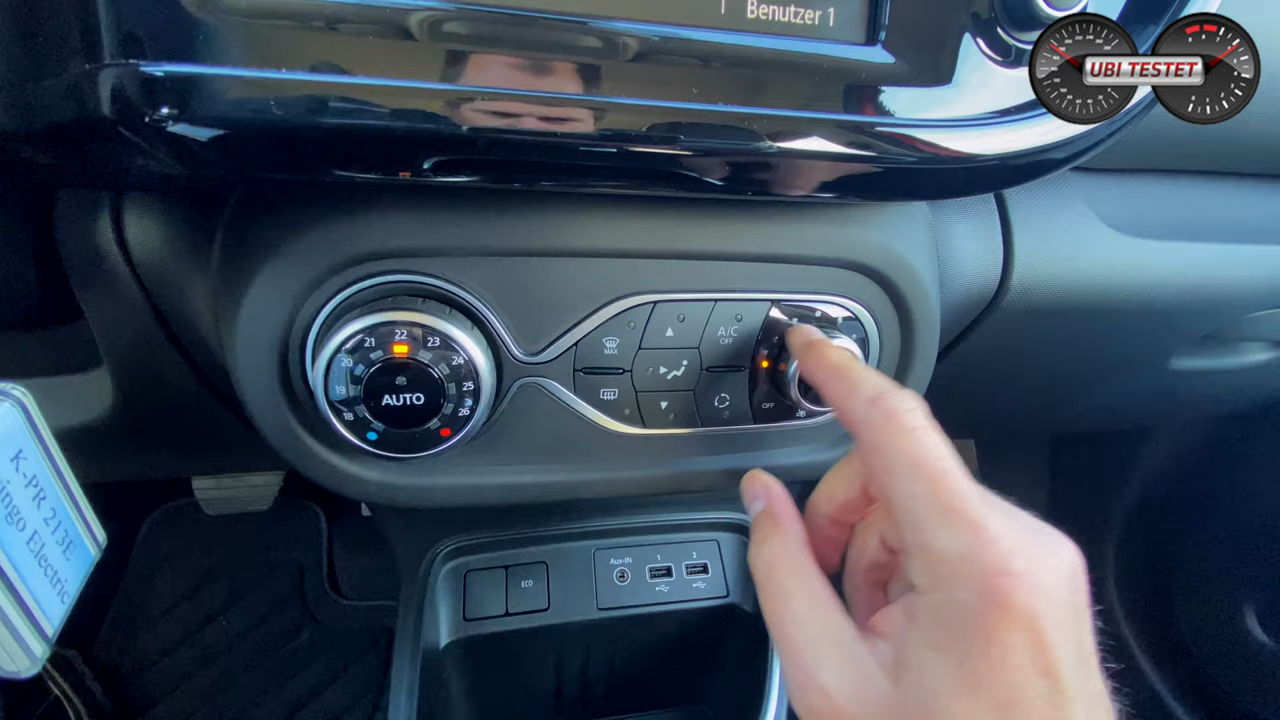 Benutzer 1
UBI TESTET
22
21
23
20
24
19
25
18
26
AUTO
MAX
A/C
OFF
OFF
K-PR 213E
ingo Electric
ECO
Aux-IN
1
2